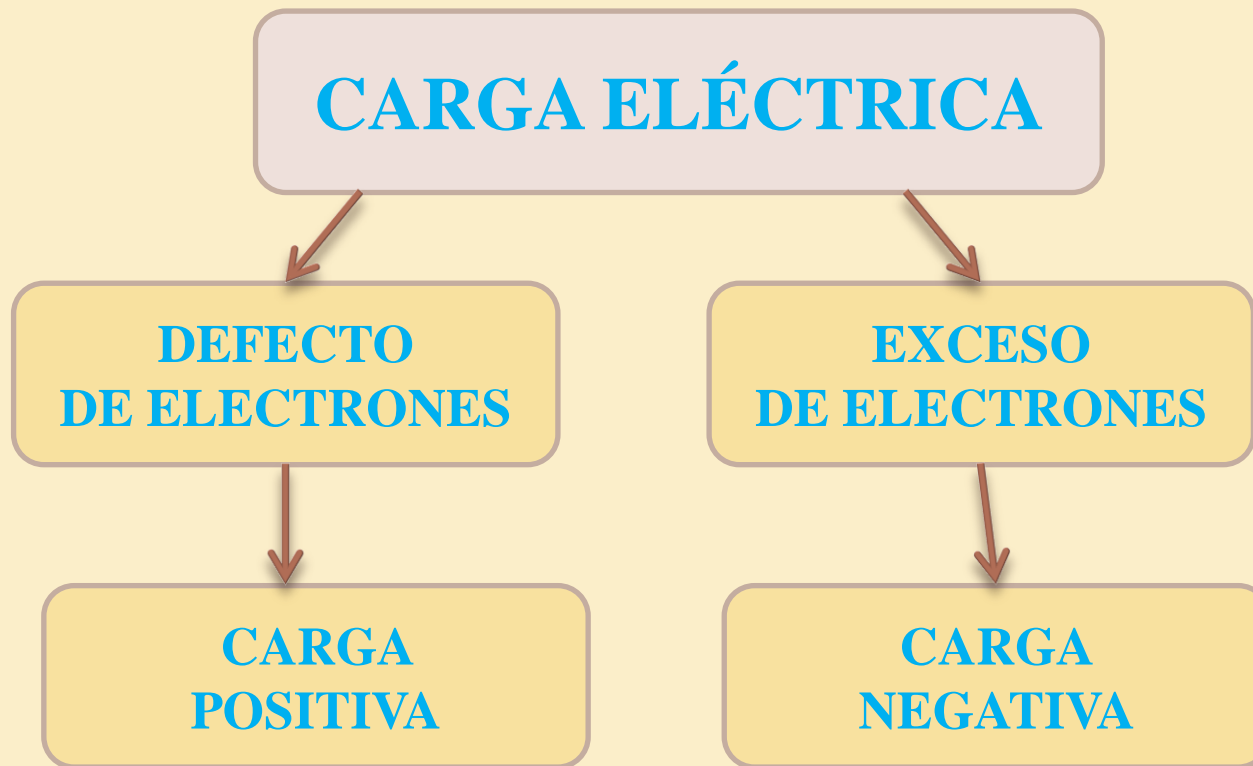 CARGA ELÉCTRICA
DEFECTO
DE ELECTRONES
EXCESO
DE ELECTRONES
CARGA
POSITIVA
CARGA
NEGATIVA